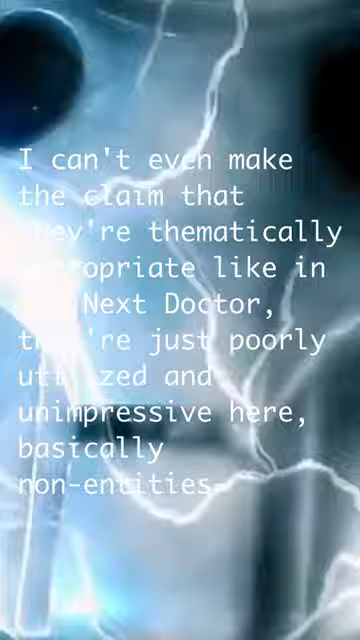 I can't even make
the claim that
they're thematically
appropriate like in
The Next Doctor,
they're just poorly
utilized and
unimpressive here,
basically
non-entities.